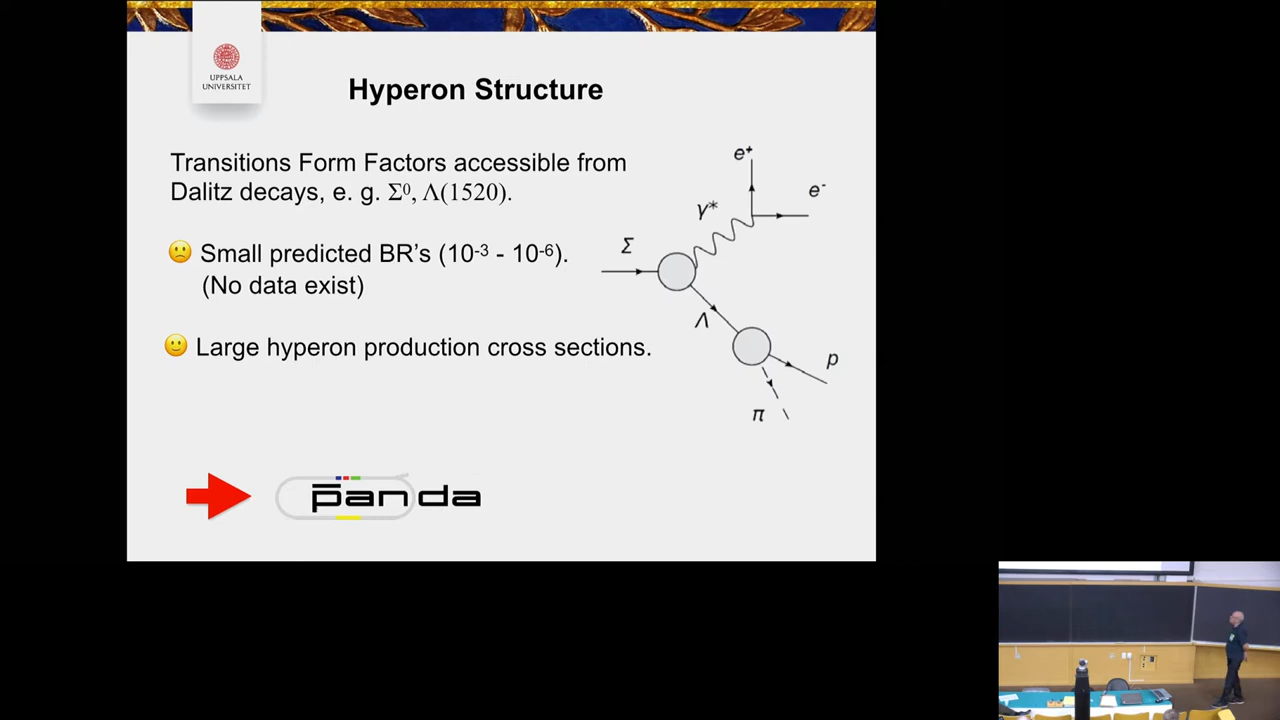 UPPSALA
UNIVERSITET
Hyperon Structure
Transitions Form Factors accessible from
Dalitz decays, e. g. Σ⁰, Λ(1520).
Small predicted BR’s (10⁻³ - 10⁻⁶).
(No data exist)
Large hyperon production cross sections.
e⁺
e⁻
γ*
Σ
Λ
p
π
p̄anda